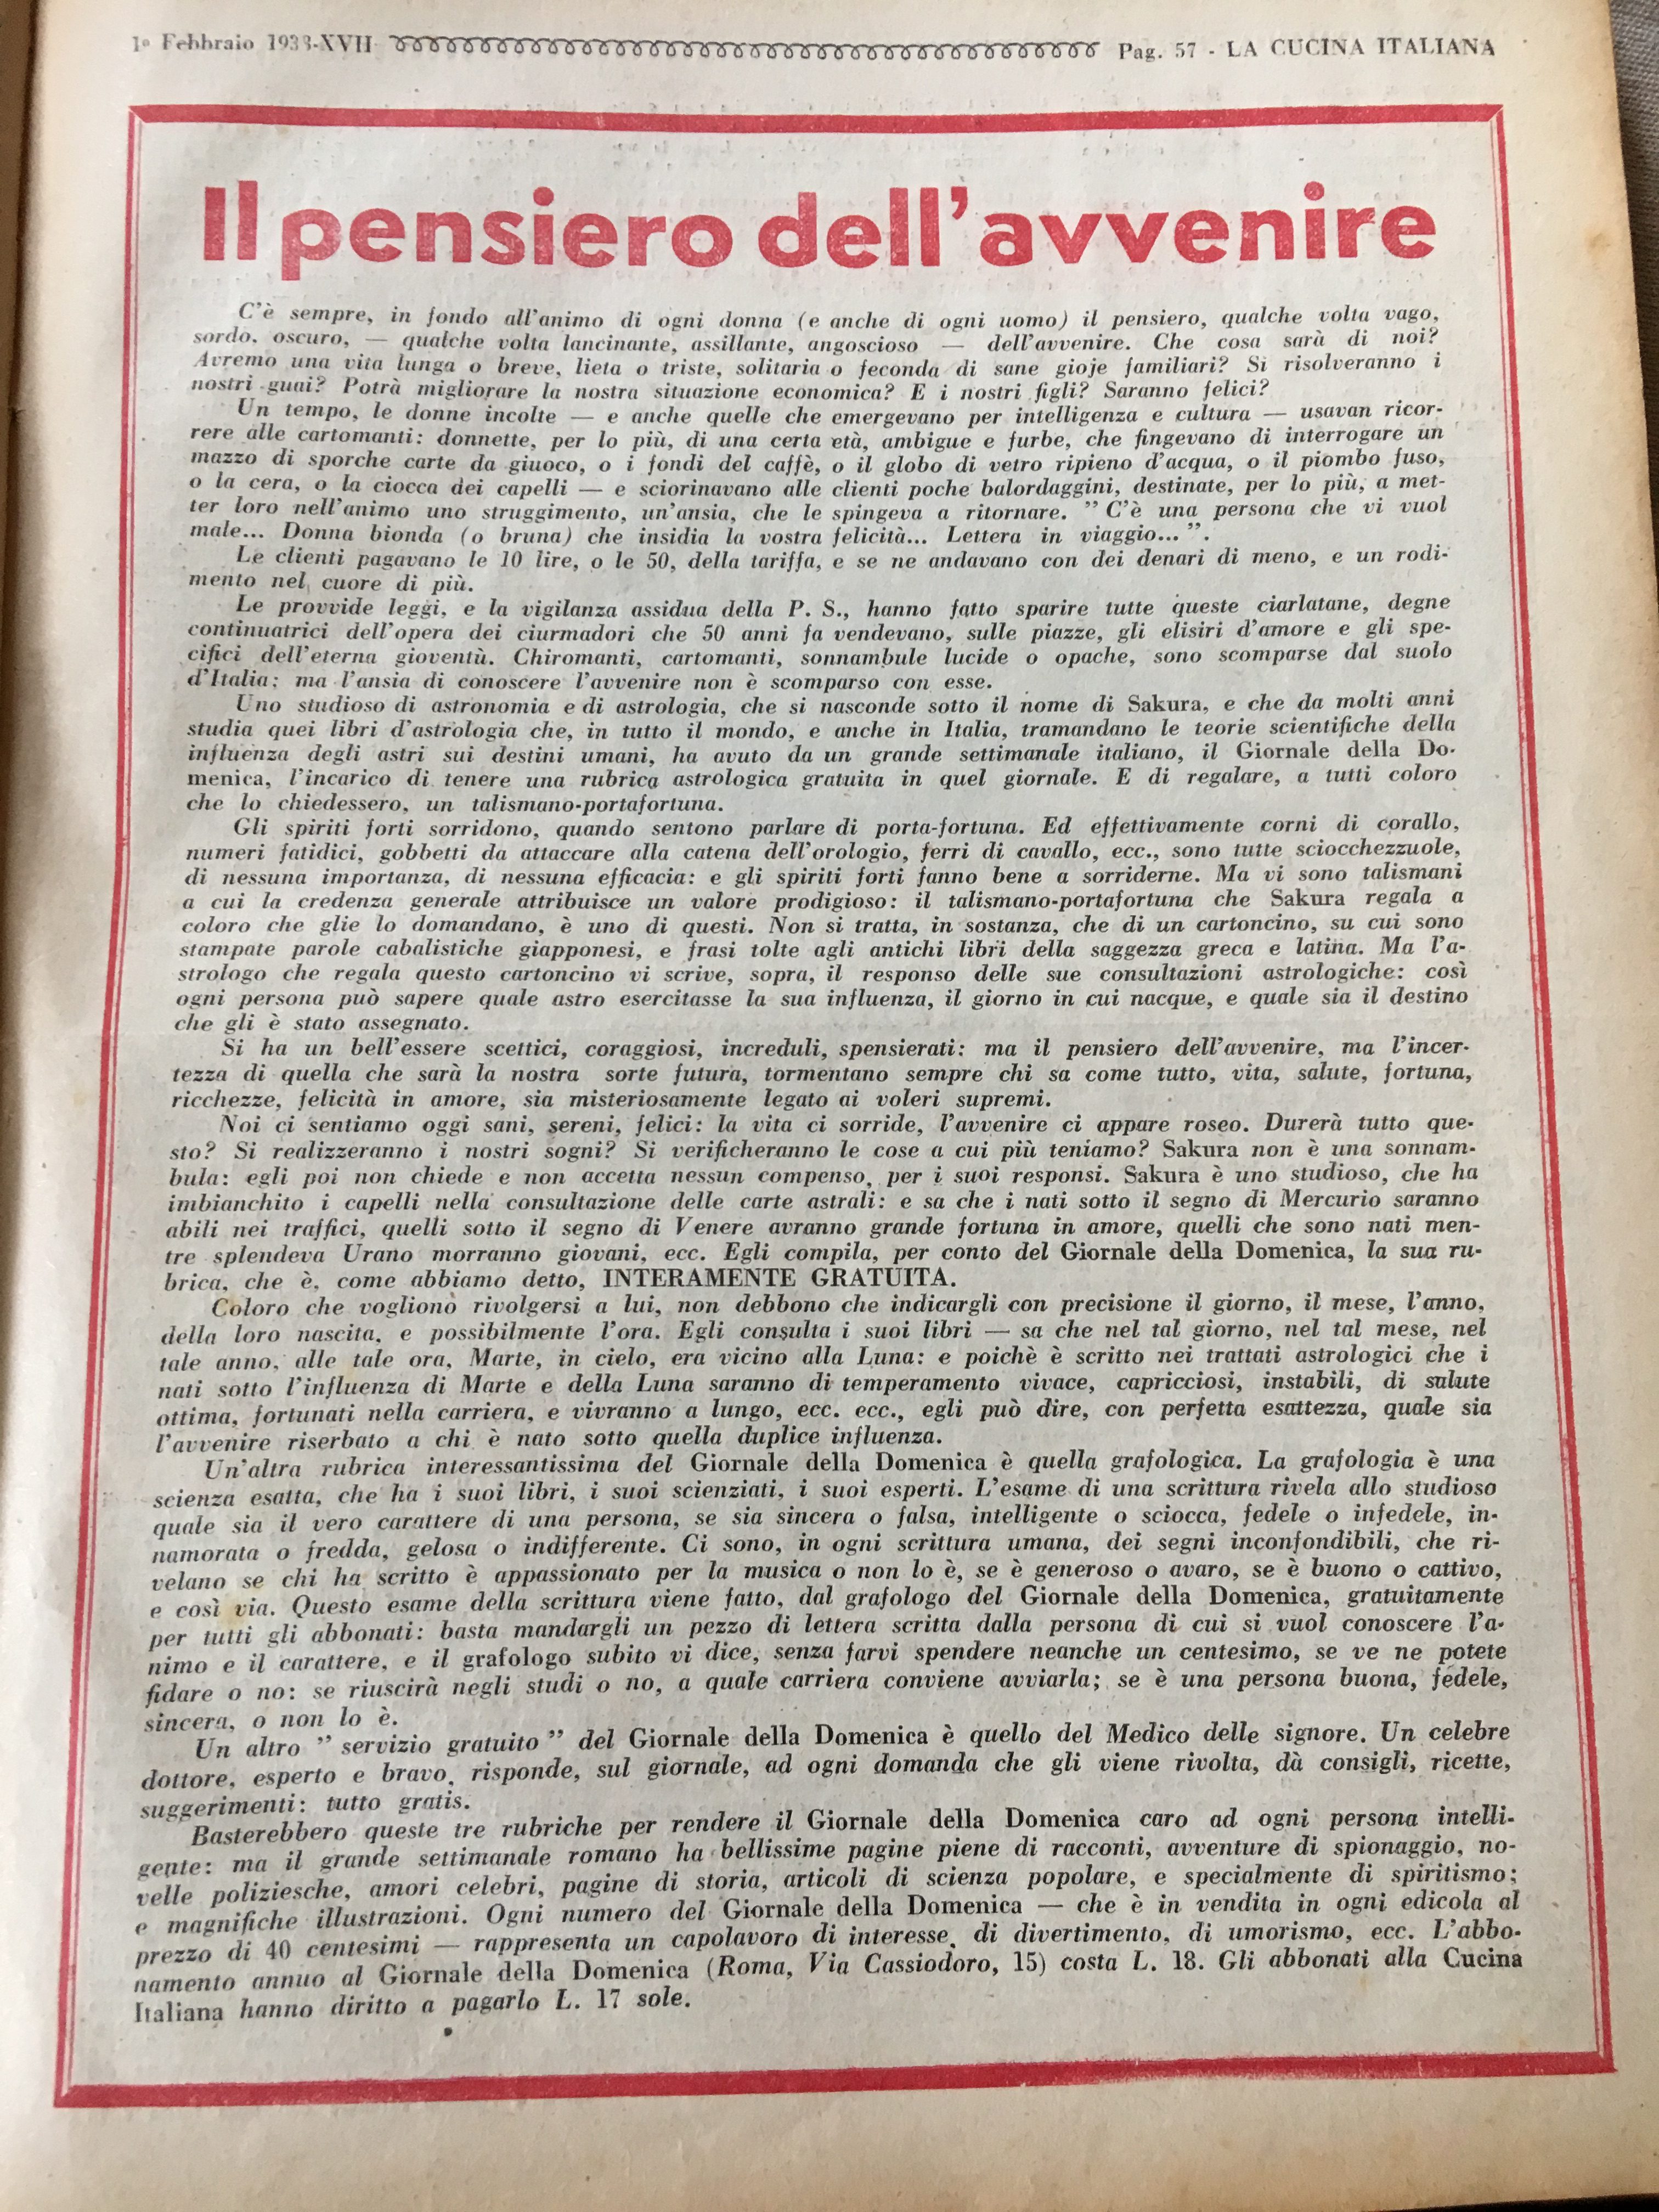 1º Febbraio 1938-XVII Pag. 57 - LA CUCINA ITALIANA
Il pensiero dell'avvenire
C'è sempre, in fondo all'animo di ogni donna (e anche di ogni uomo) il pensiero, qualche volta vago,
sordo, oscuro, — qualche volta lancinante, assillante, angoscioso — dell'avvenire. Che cosa sarà di noi?
Avremo una vita lunga o breve, lieta o triste, solitaria o feconda di sane gioje familiari? Si risolveranno i
nostri guai? Potrà migliorare la nostra situazione economica? E i nostri figli? Saranno felici?
Un tempo, le donne incolte — e anche quelle che emergevano per intelligenza e cultura — usavan ricor-
rere alle cartomanti: donnette, per lo più, di una certa età, ambigue e furbe, che fingevano di interrogare un
mazzo di sporche carte da giuoco, o i fondi del caffè, o il globo di vetro ripieno d'acqua, o il piombo fuso,
o la cera, o la ciocca dei capelli — e sciorinavano alle clienti poche balordaggini, destinate, per lo più, a met-
ter loro nell'animo uno struggimento, un'ansia, che le spingeva a ritornare. " C'è una persona che vi vuol
male... Donna bionda (o bruna) che insidia la vostra felicità... Lettera in viaggio... ".
Le clienti pagavano le 10 lire, o le 50, della tariffa, e se ne andavano con dei denari di meno, e un rodi-
mento nel cuore di più.
Le provvide leggi, e la vigilanza assidua della P. S., hanno fatto sparire tutte queste ciarlatane, degne
continuatrici dell'opera dei ciurmadori che 50 anni fa vendevano, sulle piazze, gli elisiri d'amore e gli spe-
cifici dell'eterna gioventù. Chiromanti, cartomanti, sonnambule lucide o opache, sono scomparse dal suolo
d'Italia; ma l'ansia di conoscere l'avvenire non è scomparso con esse.
Uno studioso di astronomia e di astrologia, che si nasconde sotto il nome di Sakura, e che da molti anni
studia quei libri d'astrologia che, in tutto il mondo, e anche in Italia, tramandano le teorie scientifiche della
influenza degli astri sui destini umani, ha avuto da un grande settimanale italiano, il Giornale della Do-
menica, l'incarico di tenere una rubrica astrologica gratuita in quel giornale. E di regalare, a tutti coloro
che lo chiedessero, un talismano-portafortuna.
Gli spiriti forti sorridono, quando sentono parlare di porta-fortuna. Ed effettivamente corni di corallo,
numeri fatidici, gobbetti da attaccare alla catena dell'orologio, ferri di cavallo, ecc., sono tutte sciocchezzuole,
di nessuna importanza, di nessuna efficacia: e gli spiriti forti fanno bene a sorriderne. Ma vi sono talismani
a cui la credenza generale attribuisce un valore prodigioso: il talismano-portafortuna che Sakura regala a
coloro che glie lo domandano, è uno di questi. Non si tratta, in sostanza, che di un cartoncino, su cui sono
stampate parole cabalistiche giapponesi, e frasi tolte agli antichi libri della saggezza greca e latina. Ma l'a-
strologo che regala questo cartoncino vi scrive, sopra, il responso delle sue consultazioni astrologiche: così
ogni persona può sapere quale astro esercitasse la sua influenza, il giorno in cui nacque, e quale sia il destino
che gli è stato assegnato.
Si ha un bell'essere scettici, coraggiosi, increduli, spensierati: ma il pensiero dell'avvenire, ma l'incer-
tezza di quella che sarà la nostra sorte futura, tormentano sempre chi sa come tutto, vita, salute, fortuna,
ricchezze, felicità in amore, sia misteriosamente legato ai voleri supremi.
Noi ci sentiamo oggi sani, sereni, felici: la vita ci sorride, l'avvenire ci appare roseo. Durerà tutto que-
sto? Si realizzeranno i nostri sogni? Si verificheranno le cose a cui più teniamo? Sakura non è una sonnam-
bula: egli poi non chiede e non accetta nessun compenso, per i suoi responsi. Sakura è uno studioso, che ha
imbianchito i capelli nella consultazione delle carte astrali: e sa che i nati sotto il segno di Mercurio saranno
abili nei traffici, quelli sotto il segno di Venere avranno grande fortuna in amore, quelli che sono nati men-
tre splendeva Urano morranno giovani, ecc. Egli compila, per conto del Giornale della Domenica, la sua ru-
brica, che è, come abbiamo detto, INTERAMENTE GRATUITA.
Coloro che vogliono rivolgersi a lui, non debbono che indicargli con precisione il giorno, il mese, l'anno,
della loro nascita, e possibilmente l'ora. Egli consulta i suoi libri — sa che nel tal giorno, nel tal mese, nel
tale anno, alle tale ora, Marte, in cielo, era vicino alla Luna: e poichè è scritto nei trattati astrologici che i
nati sotto l'influenza di Marte e della Luna saranno di temperamento vivace, capricciosi, instabili, di salute
ottima, fortunati nella carriera, e vivranno a lungo, ecc. ecc., egli può dire, con perfetta esattezza, quale sia
l'avvenire riserbato a chi è nato sotto quella duplice influenza.
Un'altra rubrica interessantissima del Giornale della Domenica è quella grafologica. La grafologia è una
scienza esatta, che ha i suoi libri, i suoi scienziati, i suoi esperti. L'esame di una scrittura rivela allo studioso
quale sia il vero carattere di una persona, se sia sincera o falsa, intelligente o sciocca, fedele o infedele, in-
namorata o fredda, gelosa o indifferente. Ci sono, in ogni scrittura umana, dei segni inconfondibili, che ri-
velano se chi ha scritto è appassionato per la musica o non lo è, se è generoso o avaro, se è buono o cattivo,
e così via. Questo esame della scrittura viene fatto, dal grafologo del Giornale della Domenica, gratuitamente
per tutti gli abbonati: basta mandargli un pezzo di lettera scritta dalla persona di cui si vuol conoscere l'a-
nimo e il carattere, e il grafologo subito vi dice, senza farvi spendere neanche un centesimo, se ve ne potete
fidare o no: se riuscirà negli studi o no, a quale carriera conviene avviarla; se è una persona buona, fedele,
sincera, o non lo è.
Un altro " servizio gratuito " del Giornale della Domenica è quello del Medico delle signore. Un celebre
dottore, esperto e bravo, risponde, sul giornale, ad ogni domanda che gli viene rivolta, dà consigli, ricette,
suggerimenti: tutto gratis.
Basterebbero queste tre rubriche per rendere il Giornale della Domenica caro ad ogni persona intelli-
gente: ma il grande settimanale romano ha bellissime pagine piene di racconti, avventure di spionaggio, no-
velle poliziesche, amori celebri, pagine di storia, articoli di scienza popolare, e specialmente di spiritismo;
e magnifiche illustrazioni. Ogni numero del Giornale della Domenica — che è in vendita in ogni edicola al
prezzo di 40 centesimi — rappresenta un capolavoro di interesse, di divertimento, di umorismo, ecc. L'abbo-
namento annuo al Giornale della Domenica (Roma, Via Cassiodoro, 15) costa L. 18. Gli abbonati alla Cucina
Italiana hanno diritto a pagarlo L. 17 sole.